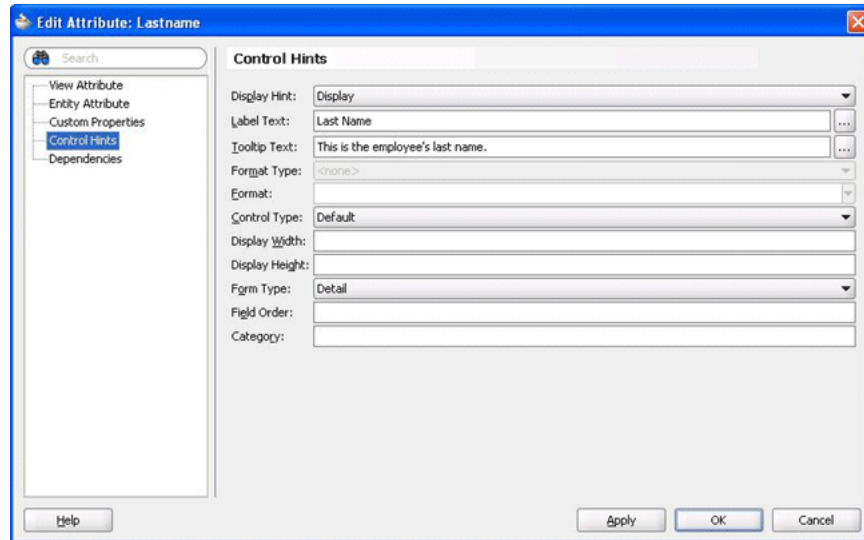 Edit Attribute: Lastname
Search
View Attribute
Entity Attribute
Custom Properties
Control Hints
Dependencies
Control Hints
Display Hint: Display
Label Text: Last Name ...
Tooltip Text: This is the employee's last name. ...
Format Type: <none>
Format:
Control Type: Default
Display Width:
Display Height:
Form Type: Detail
Field Order:
Category:
Help Apply OK Cancel